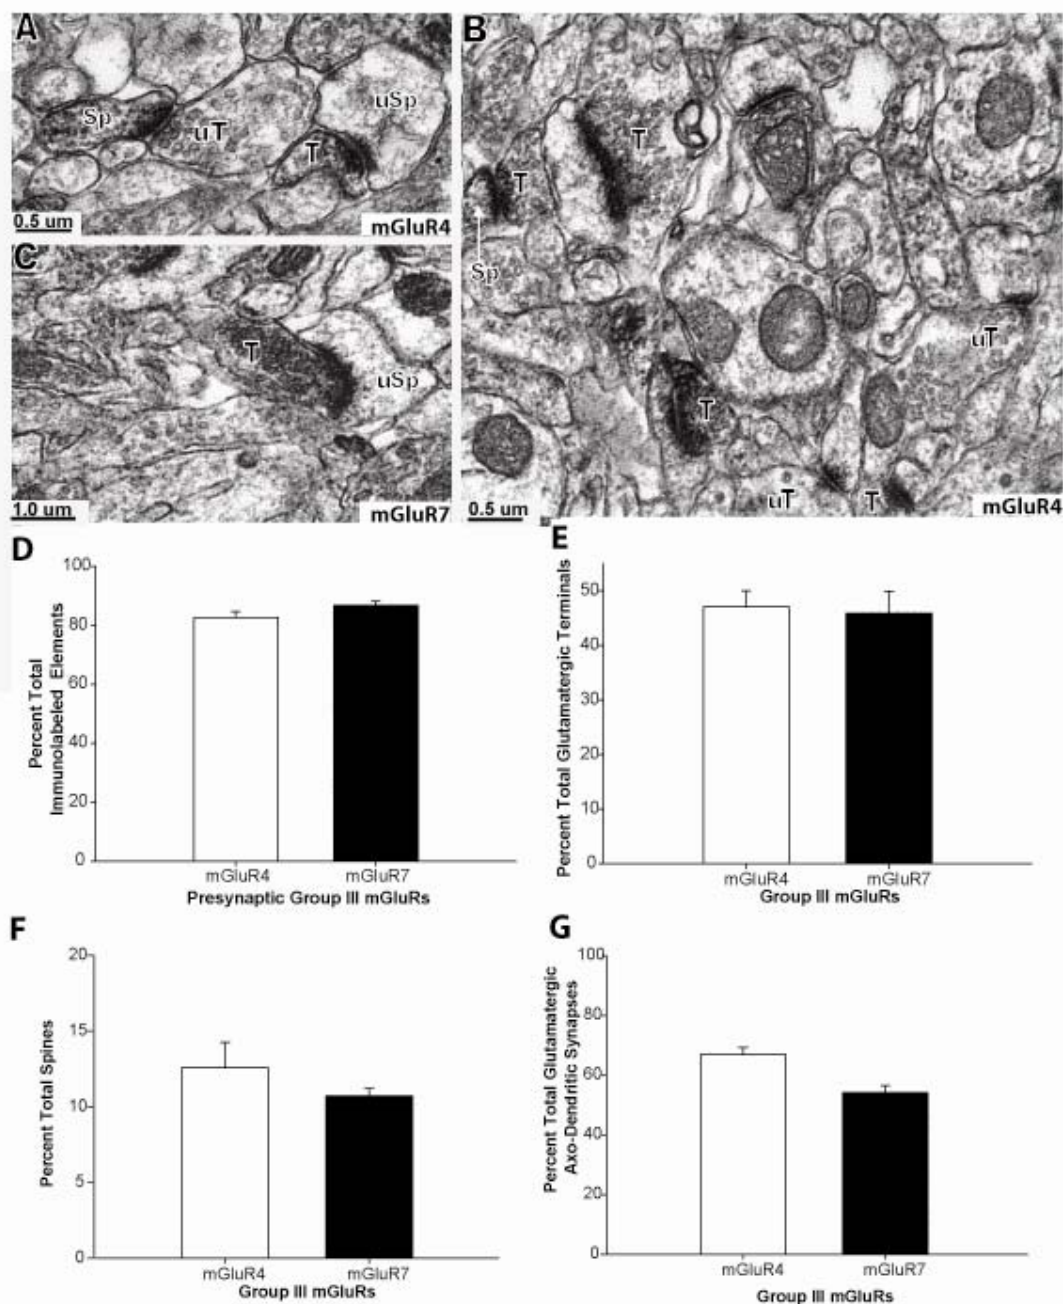 A
Sp
uT
uSp
T
0.5 um
mGluR4
B
T
T
Sp
uT
T
uT
T
0.5 um
mGluR4
C
T
uSp
1.0 um
mGluR7
D
Percent Total
Immunolabeled Elements
100
80
60
40
20
0
mGluR4 mGluR7
Presynaptic Group III mGluRs
E
Percent Total Glutamatergic Terminals
50
40
30
20
10
0
mGluR4 mGluR7
Group III mGluRs
F
Percent Total Spines
20
15
10
5
0
mGluR4 mGluR7
Group III mGluRs
G
Percent Total Glutamatergic
Axo-Dendritic Synapses
100
80
60
40
20
0
mGluR4 mGluR7
Group III mGluRs